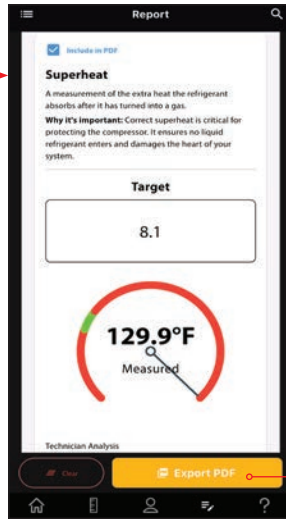 Report
Include in PDF
Superheat
A measurement of the extra heat the refrigerant
absorbs after it has turned into a gas.
Why it's important: Correct superheat is critical for
protecting the compressor. It ensures no liquid
refrigerant enters and damages the heart of your
system.
Target
8.1
129.9°F
Measured
Technician Analysis
Clear
Export PDF
?